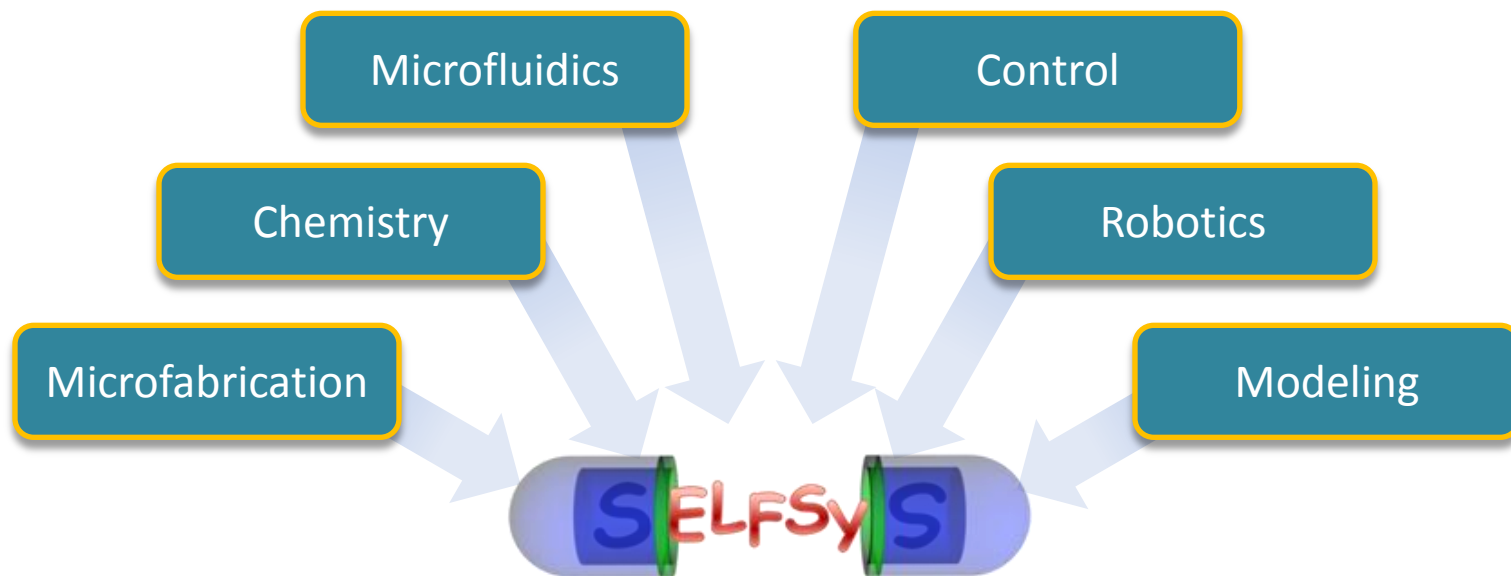 Microfluidics
Control
Chemistry
Robotics
Microfabrication
Modeling
SELFSyS